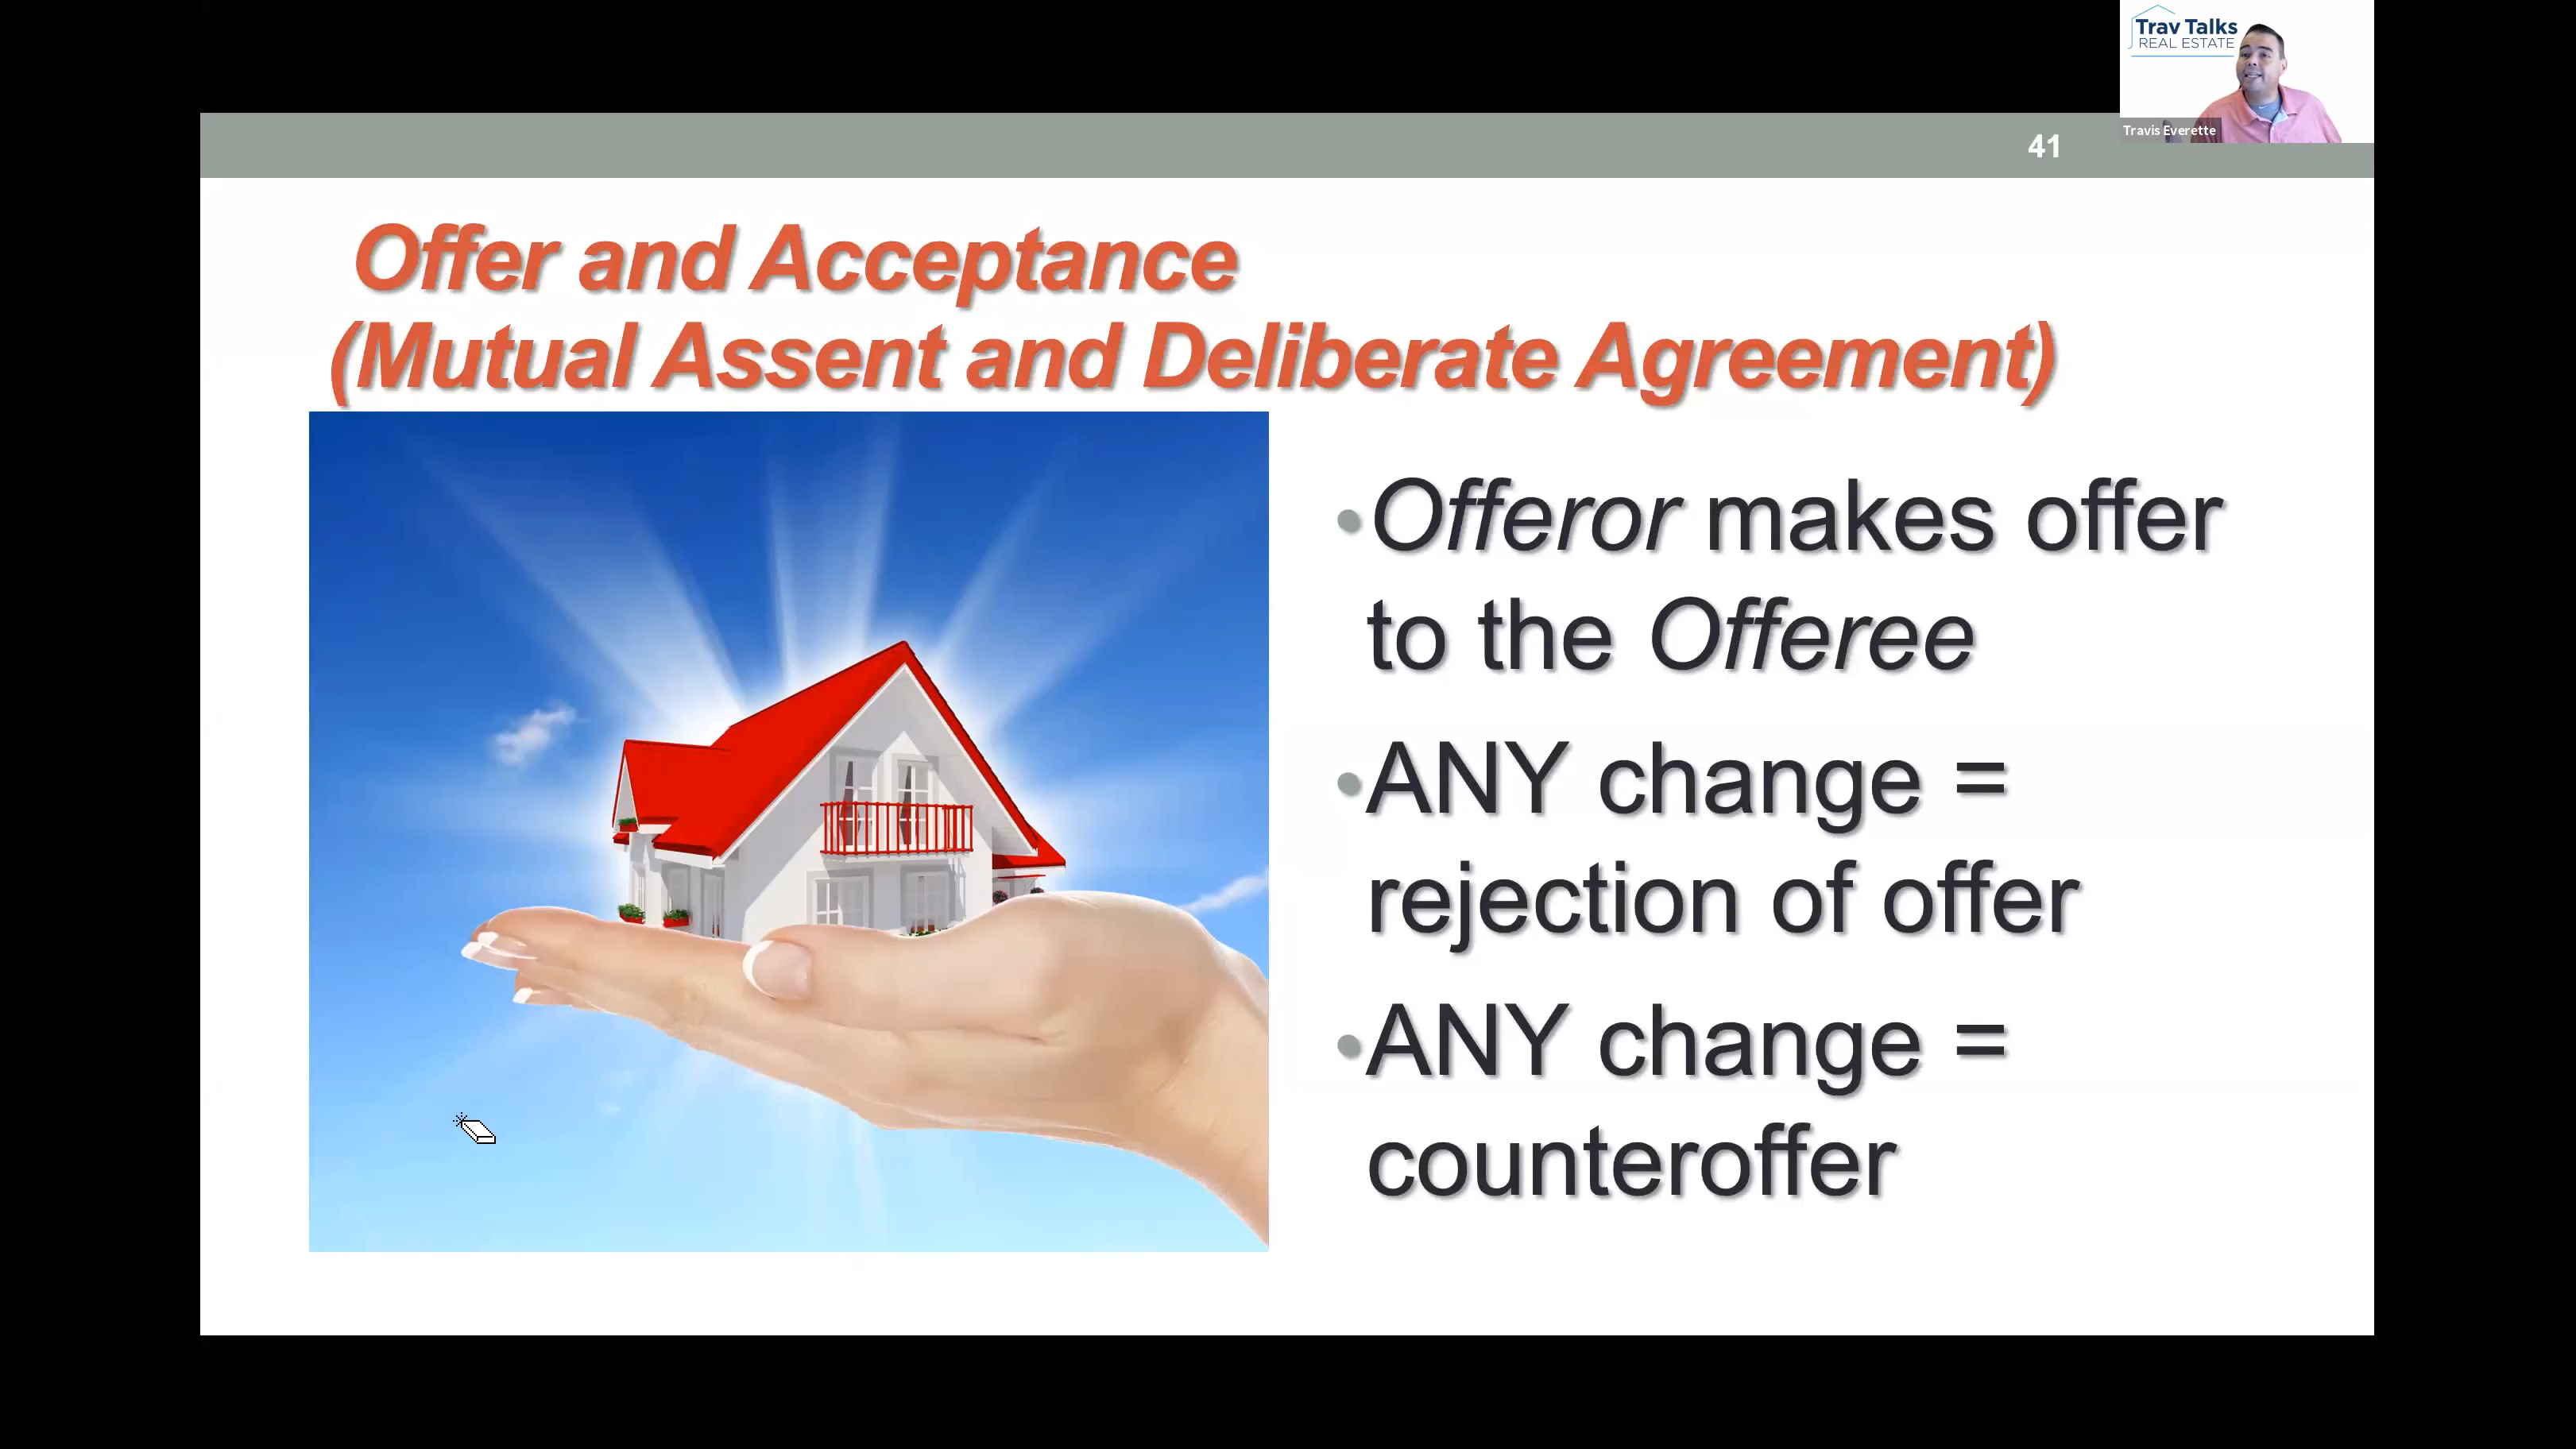 Trav Talks
REAL ESTATE
Travis Everette
41
Offer and Acceptance
(Mutual Assent and Deliberate Agreement)
•Offeror makes offer
to the Offeree
•ANY change =
rejection of offer
•ANY change =
counteroffer